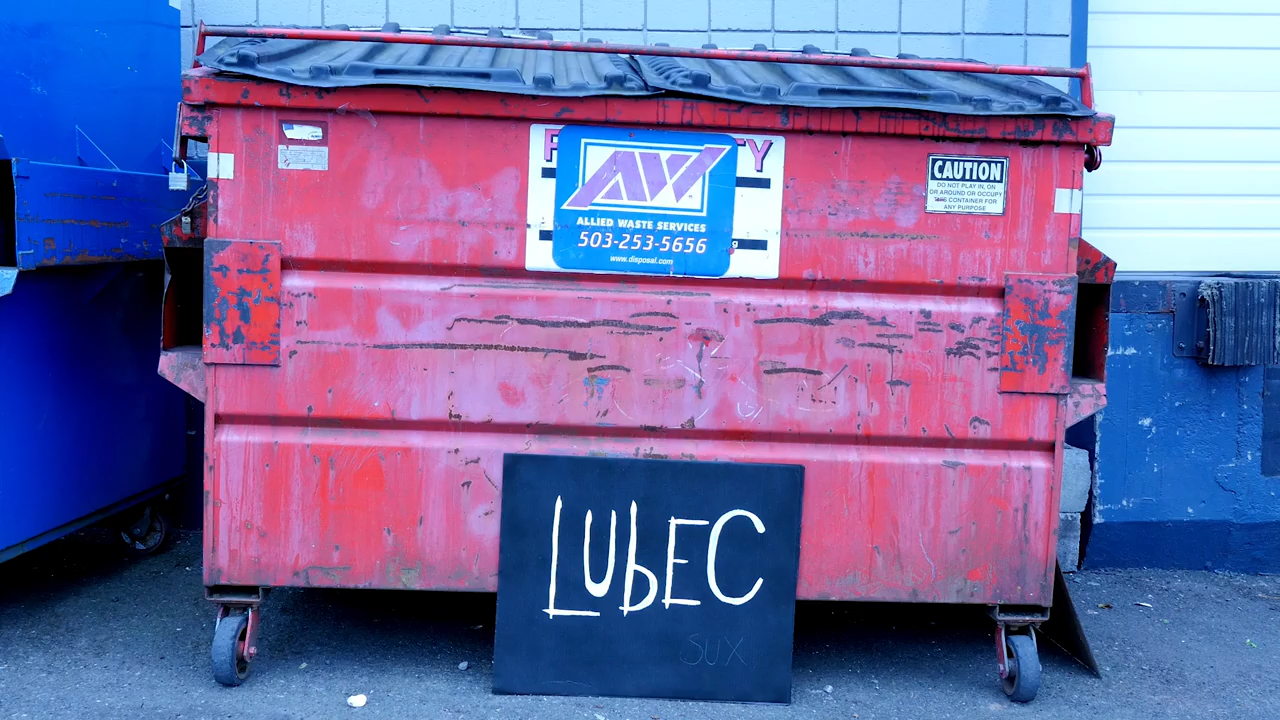 AW
ALLIED WASTE SERVICES
503-253-5656
www.disposal.com
CAUTION
DO NOT PLAY IN, ON
OR AROUND OR OCCUPY
THIS CONTAINER FOR
ANY PURPOSE
LUbEC
SUX